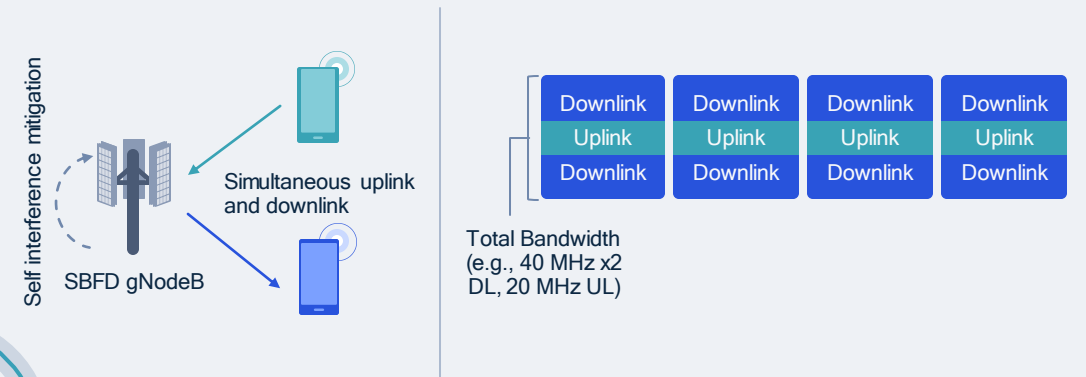 Self interference mitigation
SBFD gNodeB
Simultaneous uplink
and downlink
Downlink
Uplink
Downlink
Downlink
Uplink
Downlink
Downlink
Uplink
Downlink
Downlink
Uplink
Downlink
Total Bandwidth
(e.g., 40 MHz x2
DL, 20 MHz UL)